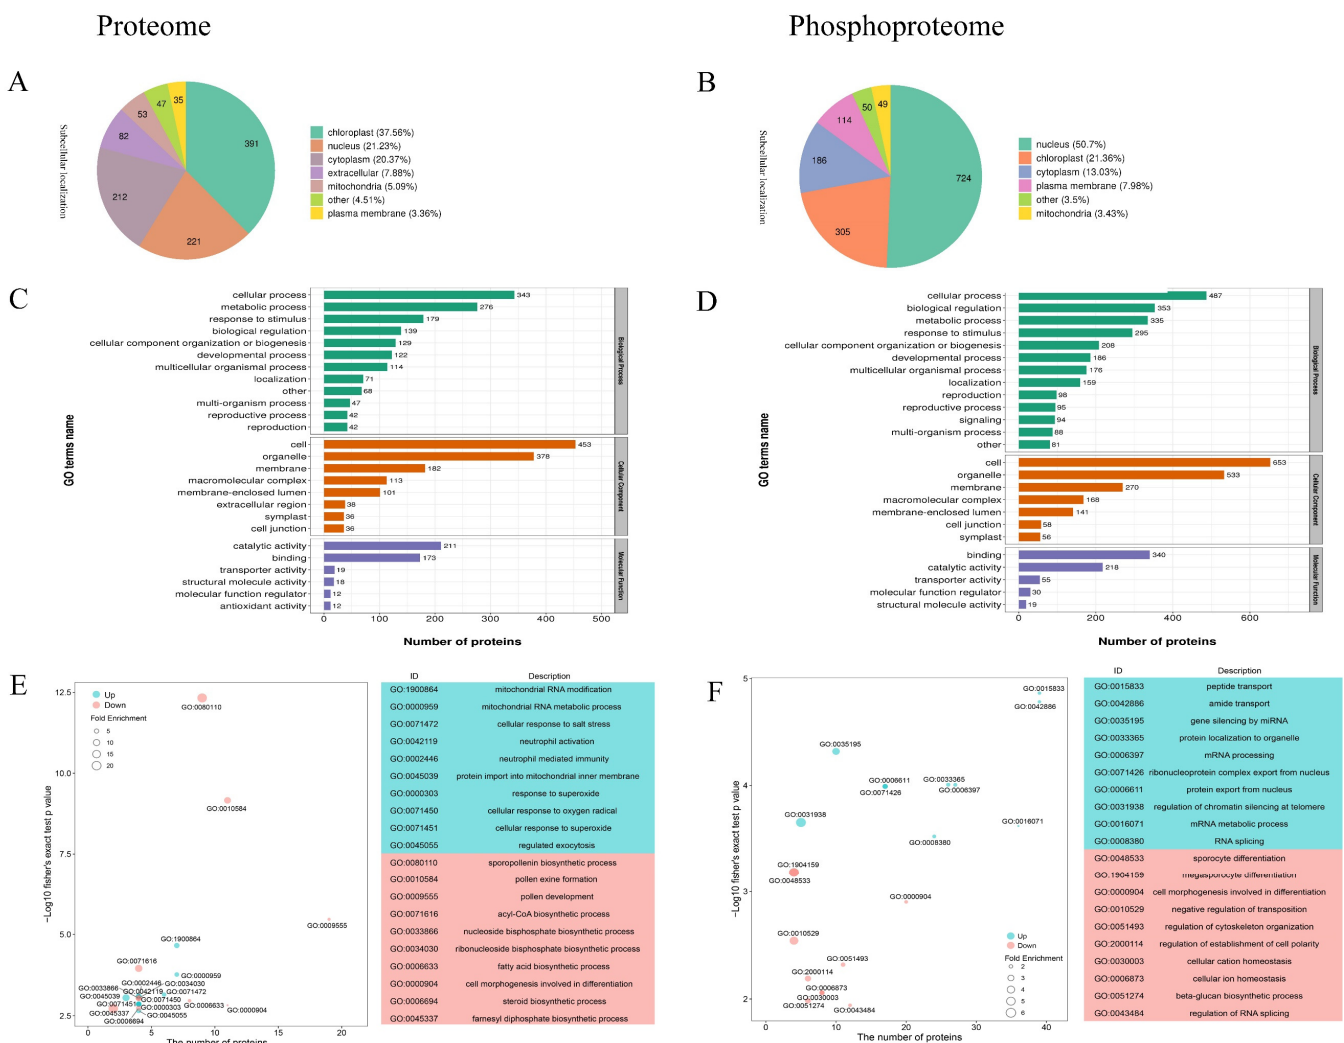 Proteome
Phosphoproteome
A
Subcellular localization
391
221
212
82
53
47
35
chloroplast (37.56%)
nucleus (21.23%)
cytoplasm (20.37%)
extracellular (7.88%)
mitochondria (5.09%)
other (4.51%)
plasma membrane (3.36%)
B
Subcellular localization
724
305
186
114
50
49
nucleus (50.7%)
chloroplast (21.36%)
cytoplasm (13.03%)
plasma membrane (7.98%)
other (3.5%)
mitochondria (3.43%)
C
GO terms name
cellular process 343
metabolic process 276
response to stimulus 179
biological regulation 139
cellular component organization or biogenesis 129
developmental process 122
multicellular organismal process 114
localization 71
other 68
multi-organism process 47
reproductive process 42
reproduction 42
Biological Process
cell 453
organelle 378
membrane 182
macromolecular complex 113
membrane-enclosed lumen 101
extracellular region 38
symplast 36
cell junction 36
Cellular Component
catalytic activity 211
binding 173
transporter activity 19
structural molecule activity 18
molecular function regulator 12
antioxidant activity 12
Molecular Function
0 100 200 300 400 500
Number of proteins
D
GO terms name
cellular process 487
biological regulation 353
metabolic process 335
response to stimulus 295
cellular component organization or biogenesis 208
developmental process 186
multicellular organismal process 176
localization 159
reproduction 98
reproductive process 95
signaling 94
multi-organism process 88
other 81
Biological Process
cell 653
organelle 533
membrane 270
macromolecular complex 168
membrane-enclosed lumen 141
cell junction 58
symplast 56
Cellular Component
binding 340
catalytic activity 218
transporter activity 55
molecular function regulator 30
structural molecule activity 19
Molecular Function
0 200 400 600
Number of proteins
E
−Log10 fisher's exact test p value
12.5
10.0
7.5
5.0
2.5
Up
Down
Fold Enrichment
5
10
15
20
GO:0080110
GO:0010584
GO:0009555
GO:1900864
GO:0071616
GO:0000959
GO:0002446
GO:0034030
GO:0033866
GO:0042119
GO:0071472
GO:0045039
GO:0071450
GO:0071451
GO:0000303
GO:0006633
GO:0000904
GO:0045337
GO:0045055
GO:0006694
0 5 10 15 20
The number of proteins
ID Description
GO:1900864 mitochondrial RNA modification
GO:0000959 mitochondrial RNA metabolic process
GO:0071472 cellular response to salt stress
GO:0042119 neutrophil activation
GO:0002446 neutrophil mediated immunity
GO:0045039 protein import into mitochondrial inner membrane
GO:0000303 response to superoxide
GO:0071450 cellular response to oxygen radical
GO:0071451 cellular response to superoxide
GO:0045055 regulated exocytosis
GO:0080110 sporopollenin biosynthetic process
GO:0010584 pollen exine formation
GO:0009555 pollen development
GO:0071616 acyl-CoA biosynthetic process
GO:0033866 nucleoside bisphosphate biosynthetic process
GO:0034030 ribonucleoside bisphosphate biosynthetic process
GO:0006633 fatty acid biosynthetic process
GO:0000904 cell morphogenesis involved in differentiation
GO:0006694 steroid biosynthetic process
GO:0045337 farnesyl diphosphate biosynthetic process
F
−Log10 fisher's exact test p value
5
4
3
2
GO:0015833
GO:0042886
GO:0035195
GO:0006611
GO:0071426
GO:0033365
GO:0006397
GO:0031938
GO:0016071
GO:0008380
GO:1904159
GO:0048533
GO:0000904
GO:0010529
GO:0051493
GO:2000114
GO:0006873
GO:0030003
GO:0051274
GO:0043484
Up
Down
Fold Enrichment
2
3
4
5
6
0 10 20 30 40
The number of proteins
ID Description
GO:0015833 peptide transport
GO:0042886 amide transport
GO:0035195 gene silencing by miRNA
GO:0033365 protein localization to organelle
GO:0006397 mRNA processing
GO:0071426 ribonucleoprotein complex export from nucleus
GO:0006611 protein export from nucleus
GO:0031938 regulation of chromatin silencing at telomere
GO:0016071 mRNA metabolic process
GO:0008380 RNA splicing
GO:0048533 sporocyte differentiation
GO:1904159 megasporocyte differentiation
GO:0000904 cell morphogenesis involved in differentiation
GO:0010529 negative regulation of transposition
GO:0051493 regulation of cytoskeleton organization
GO:2000114 regulation of establishment of cell polarity
GO:0030003 cellular cation homeostasis
GO:0006873 cellular ion homeostasis
GO:0051274 beta-glucan biosynthetic process
GO:0043484 regulation of RNA splicing